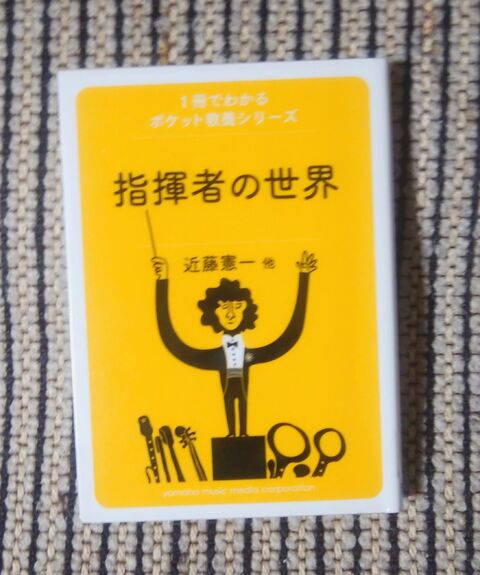 1冊でわかる
ポケット教養シリーズ
指揮者の世界
近藤憲一 他
yamaha music media corporation